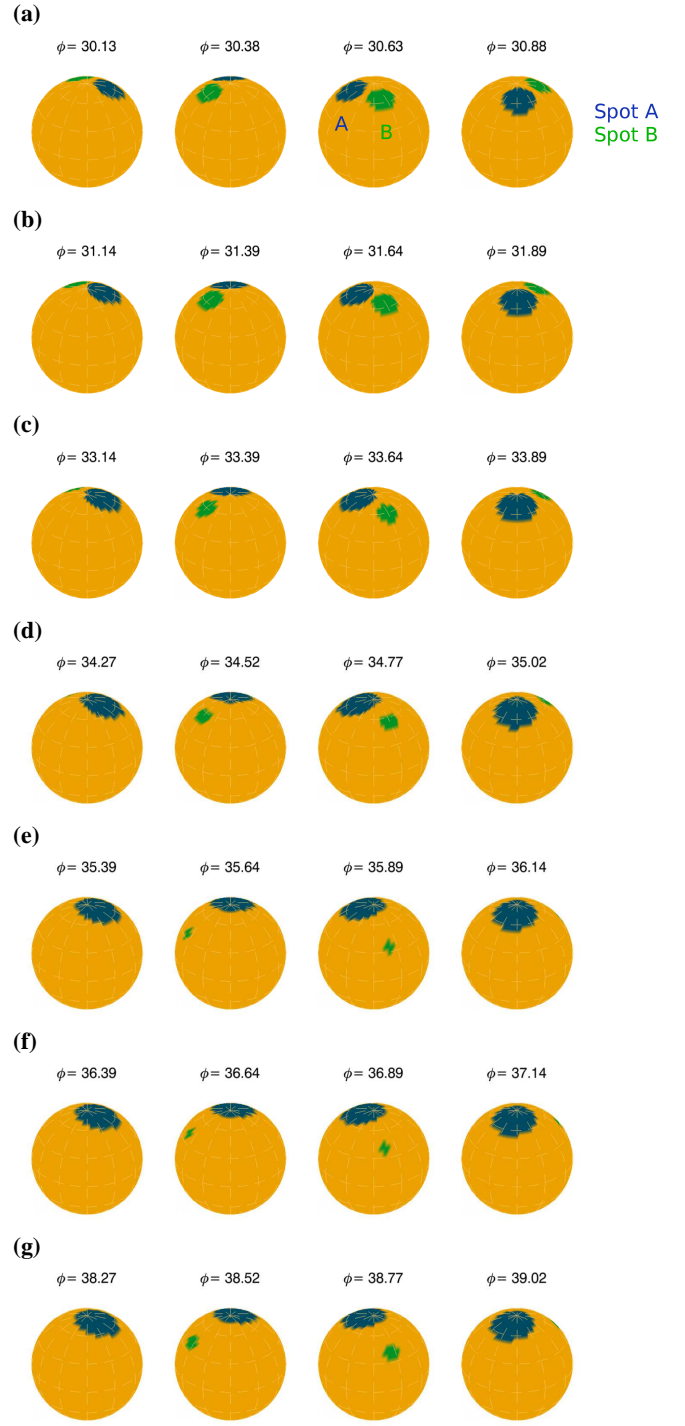 (a)
ϕ= 30.13 ϕ= 30.38 ϕ= 30.63 ϕ= 30.88
A
B
Spot A
Spot B
(b)
ϕ= 31.14 ϕ= 31.39 ϕ= 31.64 ϕ= 31.89
(c)
ϕ= 33.14 ϕ= 33.39 ϕ= 33.64 ϕ= 33.89
(d)
ϕ= 34.27 ϕ= 34.52 ϕ= 34.77 ϕ= 35.02
(e)
ϕ= 35.39 ϕ= 35.64 ϕ= 35.89 ϕ= 36.14
(f)
ϕ= 36.39 ϕ= 36.64 ϕ= 36.89 ϕ= 37.14
(g)
ϕ= 38.27 ϕ= 38.52 ϕ= 38.77 ϕ= 39.02